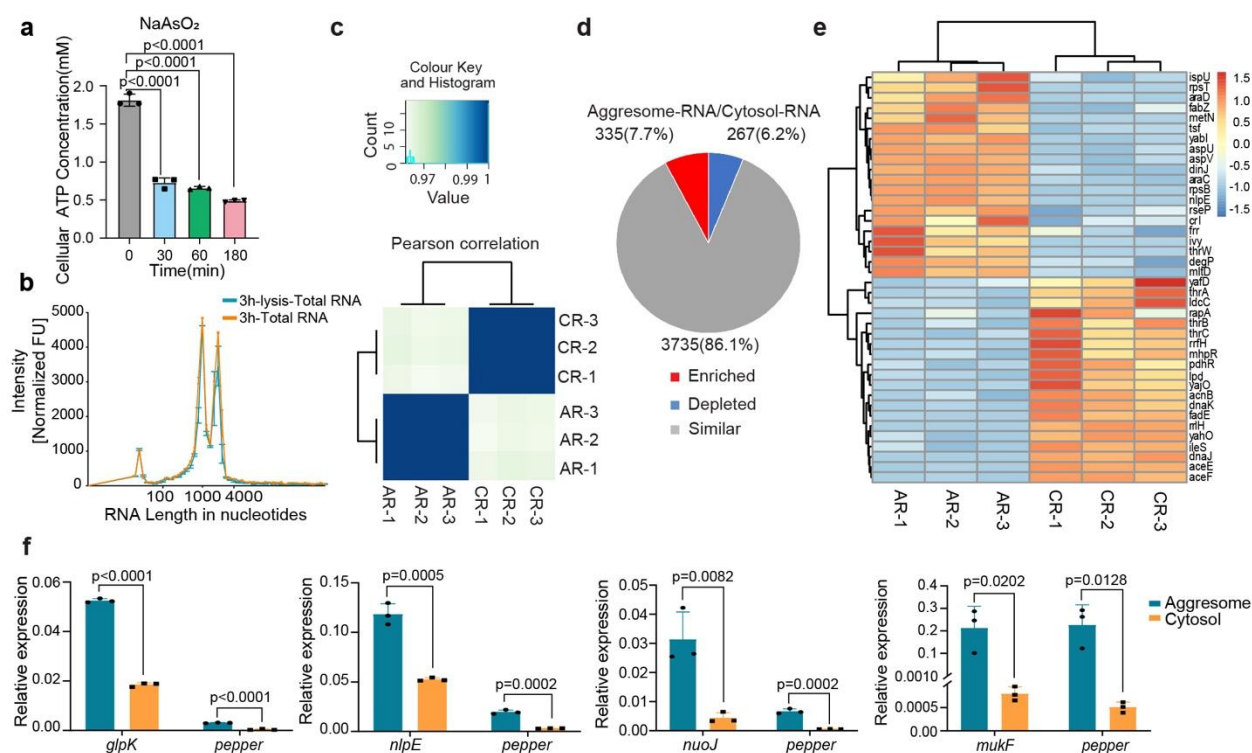 a
NaAsO₂
p<0.0001
p<0.0001
p<0.0001
Cellular ATP Concentration(mM)
2.0
1.5
1.0
0.5
0.0
0 30 60 180
Time(min)
b
3h-lysis-Total RNA
3h-Total RNA
Intensity
[Normalized FU]
5000
4000
3000
2000
1000
0
100 1000 4000
RNA Length in nucleotides
c
Colour Key
and Histogram
Count
0 5 15
0.97 0.99 1
Value
Pearson correlation
CR-3
CR-2
CR-1
AR-3
AR-2
AR-1
AR-1 AR-2 AR-3 CR-1 CR-2 CR-3
d
Aggresome-RNA/Cytosol-RNA
335(7.7%) 267(6.2%)
3735(86.1%)
Enriched
Depleted
Similar
e
ispU
rpsT
araD
fabZ
metN
tsf
yabI
aspU
aspV
dinJ
araC
rpsB
nlpE
rseP
crl
frr
ivy
thrW
degP
mltD
yafD
thrA
ldcC
rapA
thrB
thrC
rrfH
mhpR
pdhR
lpd
yajO
acnB
dnaK
fadE
rrlH
yahO
ileS
dnaJ
aceE
aceF
1.5
1.0
0.5
0
-0.5
-1.0
-1.5
AR-1 AR-2 AR-3 CR-1 CR-2 CR-3
f
Relative expression
0.06
0.04
0.02
0.00
p<0.0001
p<0.0001
glpK pepper
Relative expression
0.15
0.10
0.05
0.00
p=0.0005
p=0.0002
nlpE pepper
Relative expression
0.05
0.04
0.03
0.02
0.01
0.00
p=0.0082
p=0.0002
nuoJ pepper
Relative expression
0.4
0.3
0.2
0.1
0.0010
0.0005
0.0000
p=0.0202 p=0.0128
mukF pepper
Aggresome
Cytosol